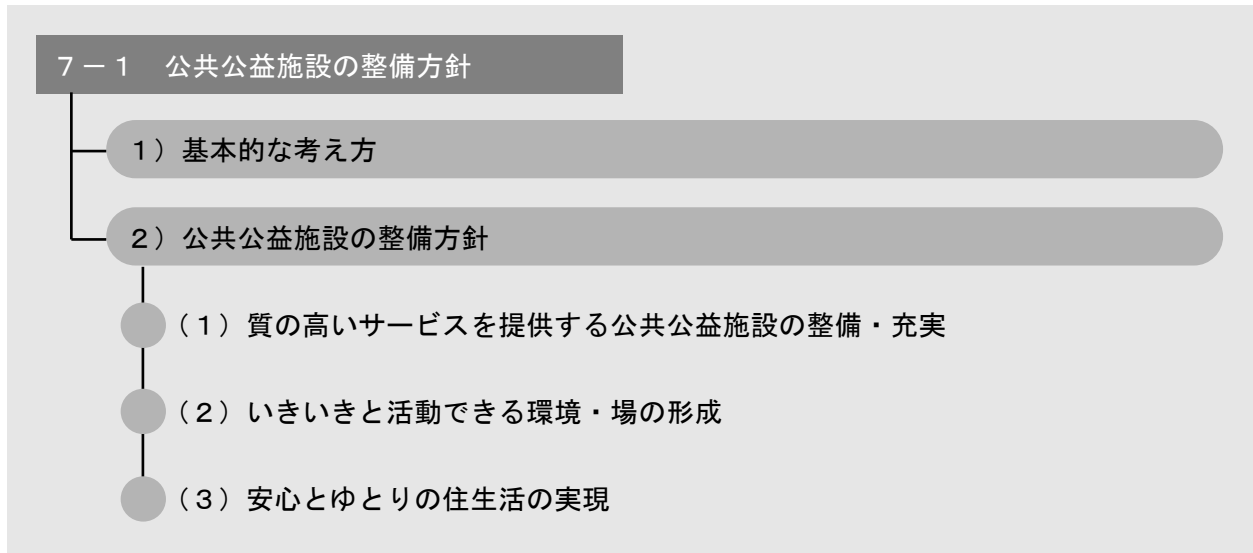 ７－１　公共公益施設の整備方針
１）基本的な考え方
２）公共公益施設の整備方針
（１）質の高いサービスを提供する公共公益施設の整備・充実
（２）いきいきと活動できる環境・場の形成
（３）安心とゆとりの住生活の実現